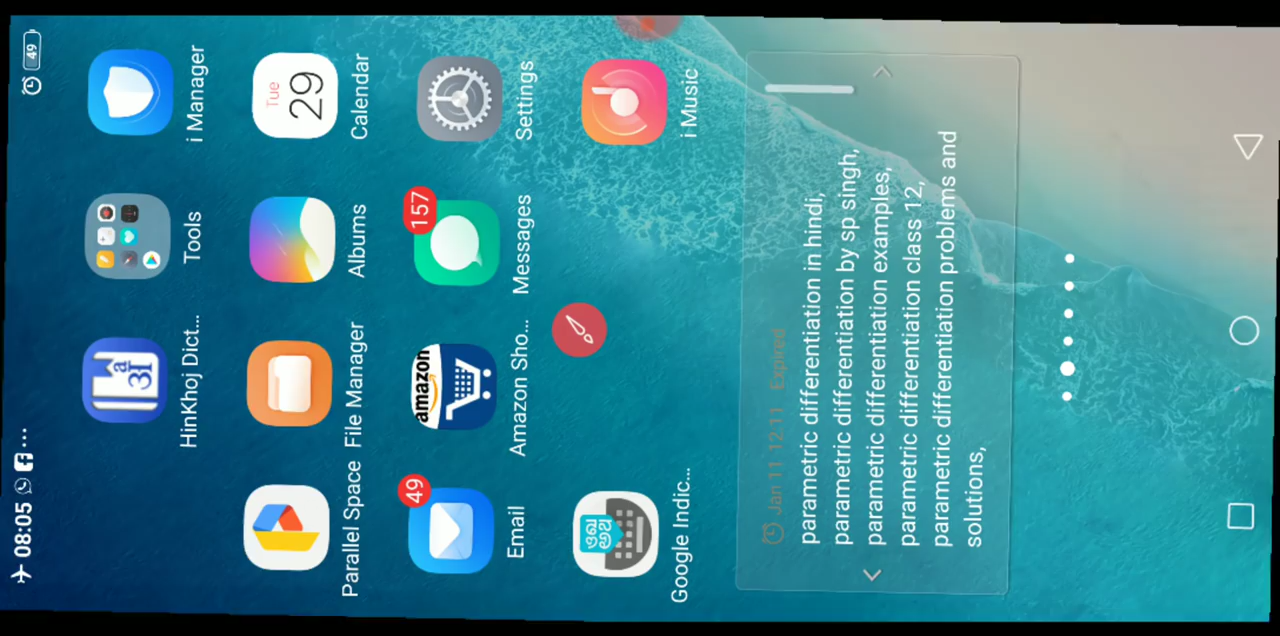 08:05
49
HinKhoj Dict...
Tools
i Manager
Tue
29
Parallel Space
File Manager
Albums
Calendar
49
amazon
157
Email
Amazon Sho...
Messages
Settings
Google Indic...
i Music
Jan 11 12 11 Expired
parametric differentiation in hindi,
parametric differentiation by sp singh,
parametric differentiation examples,
parametric differentiation class 12,
parametric differentiation problems and
solutions,